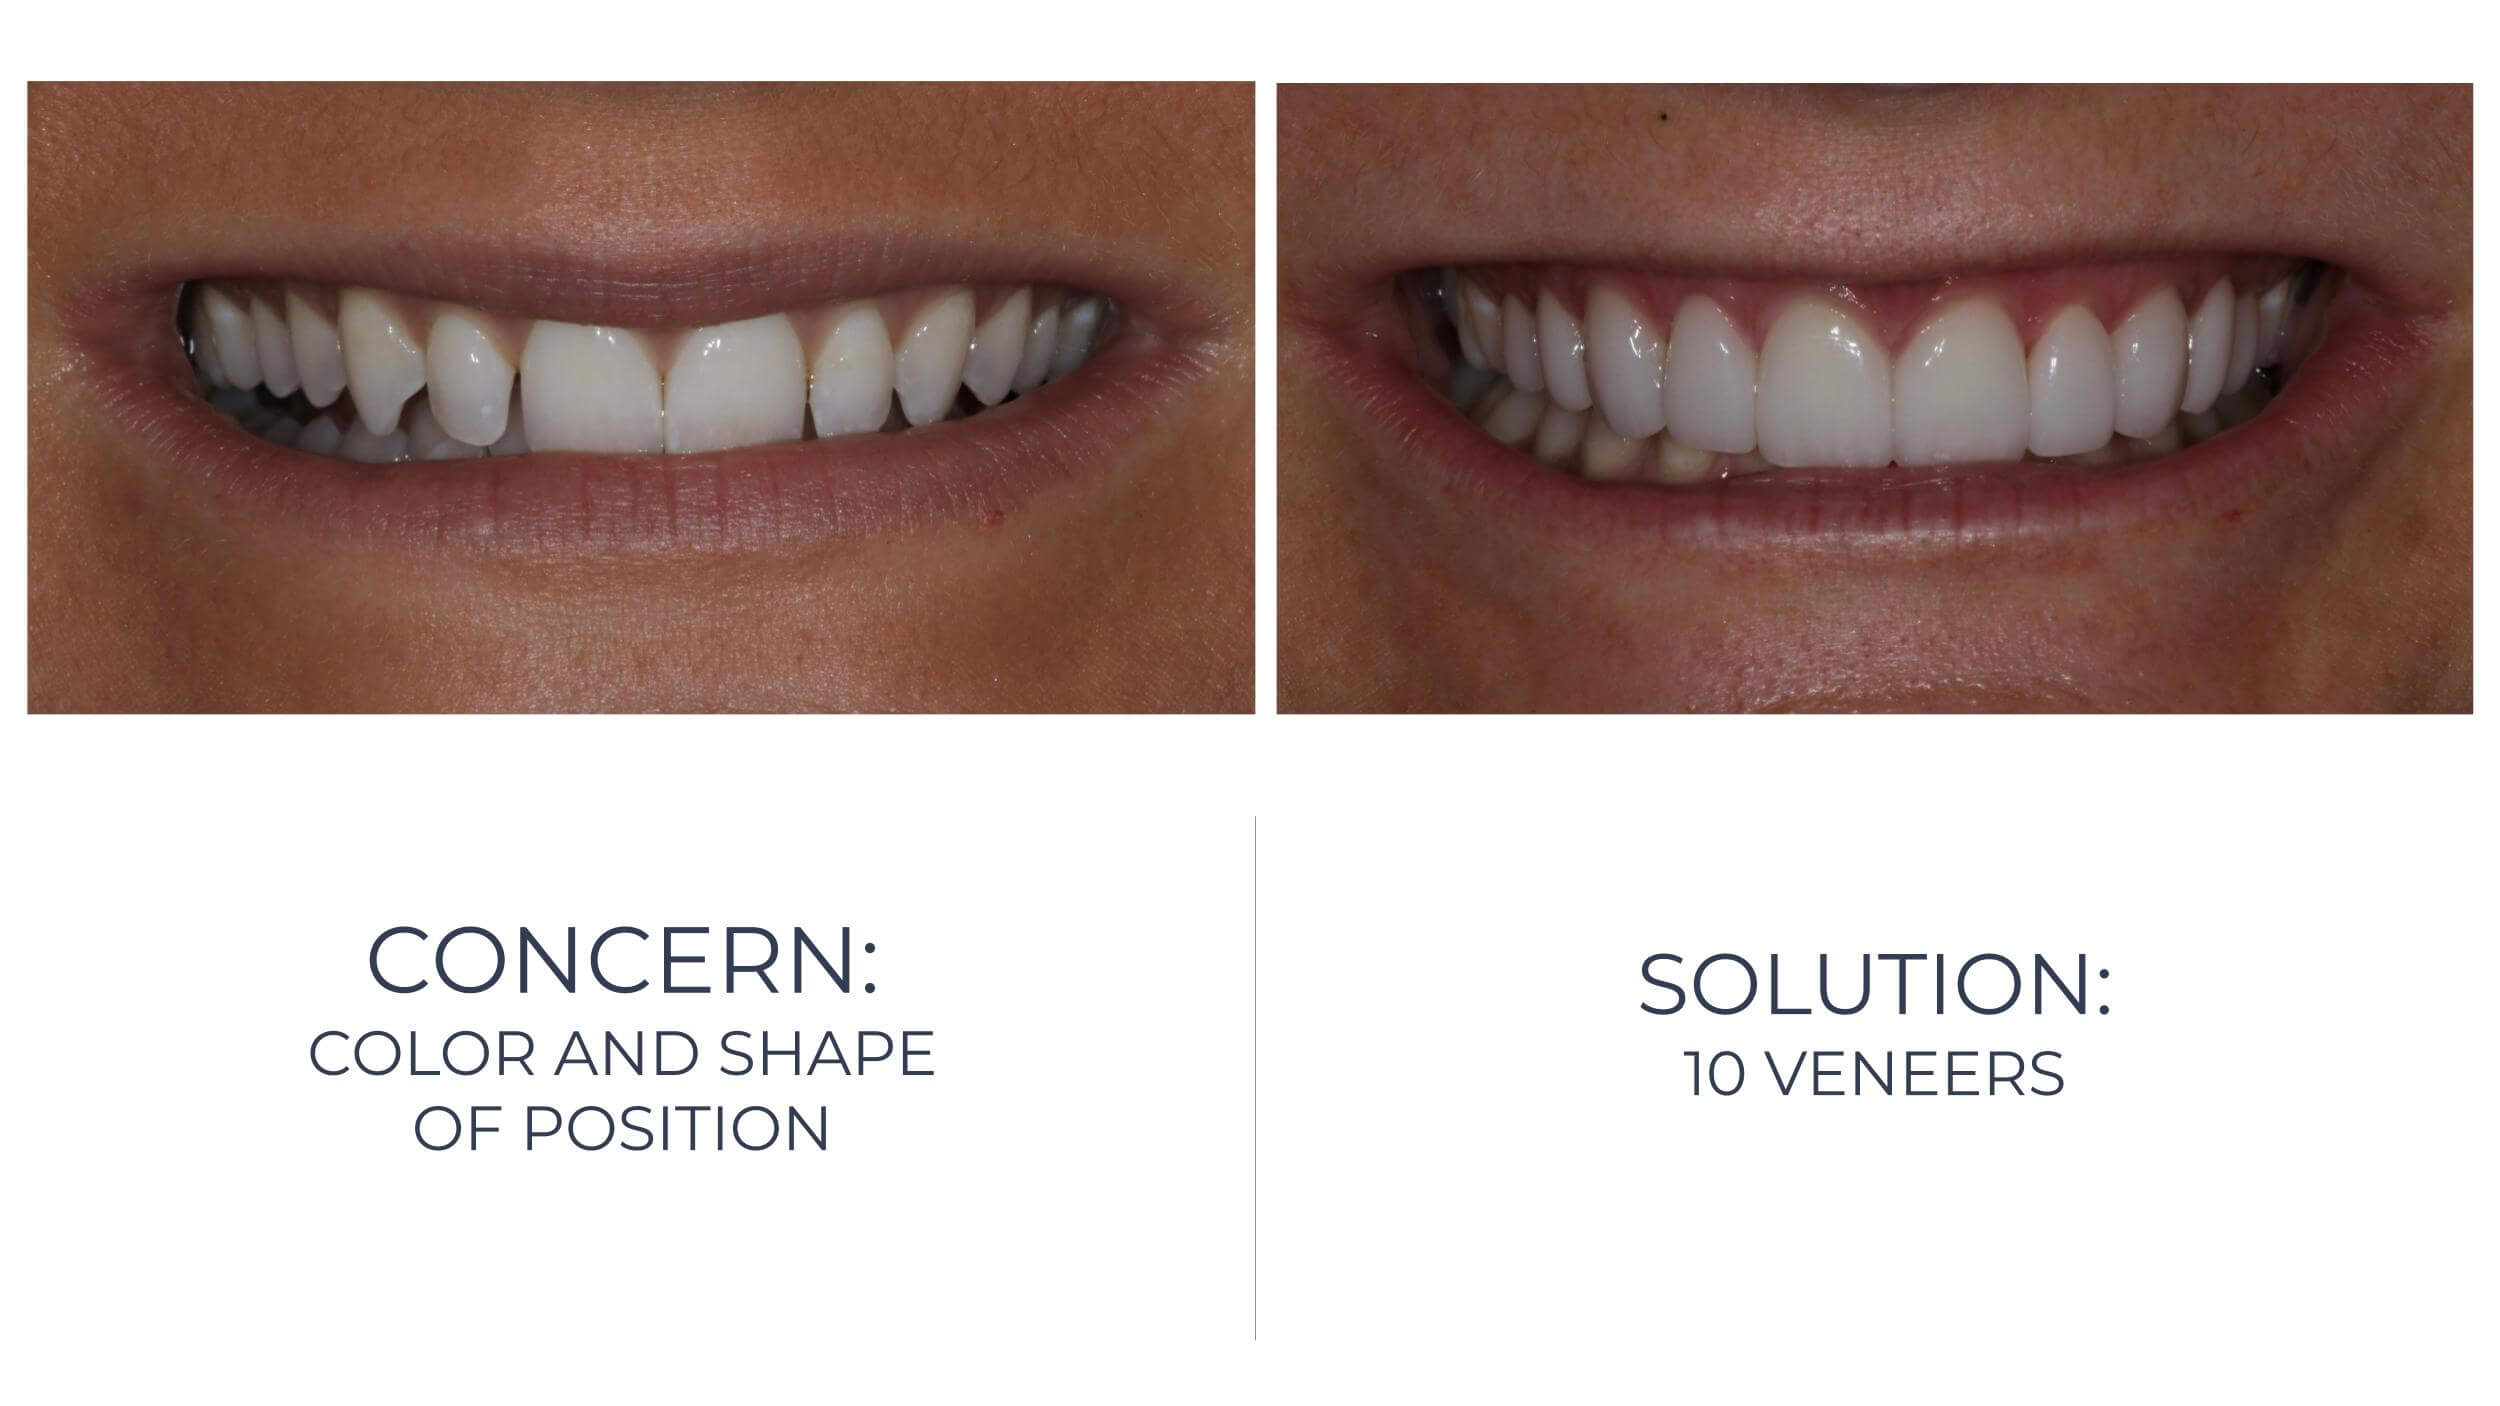 CONCERN:
COLOR AND SHAPE
OF POSITION
SOLUTION:
10 VENEERS